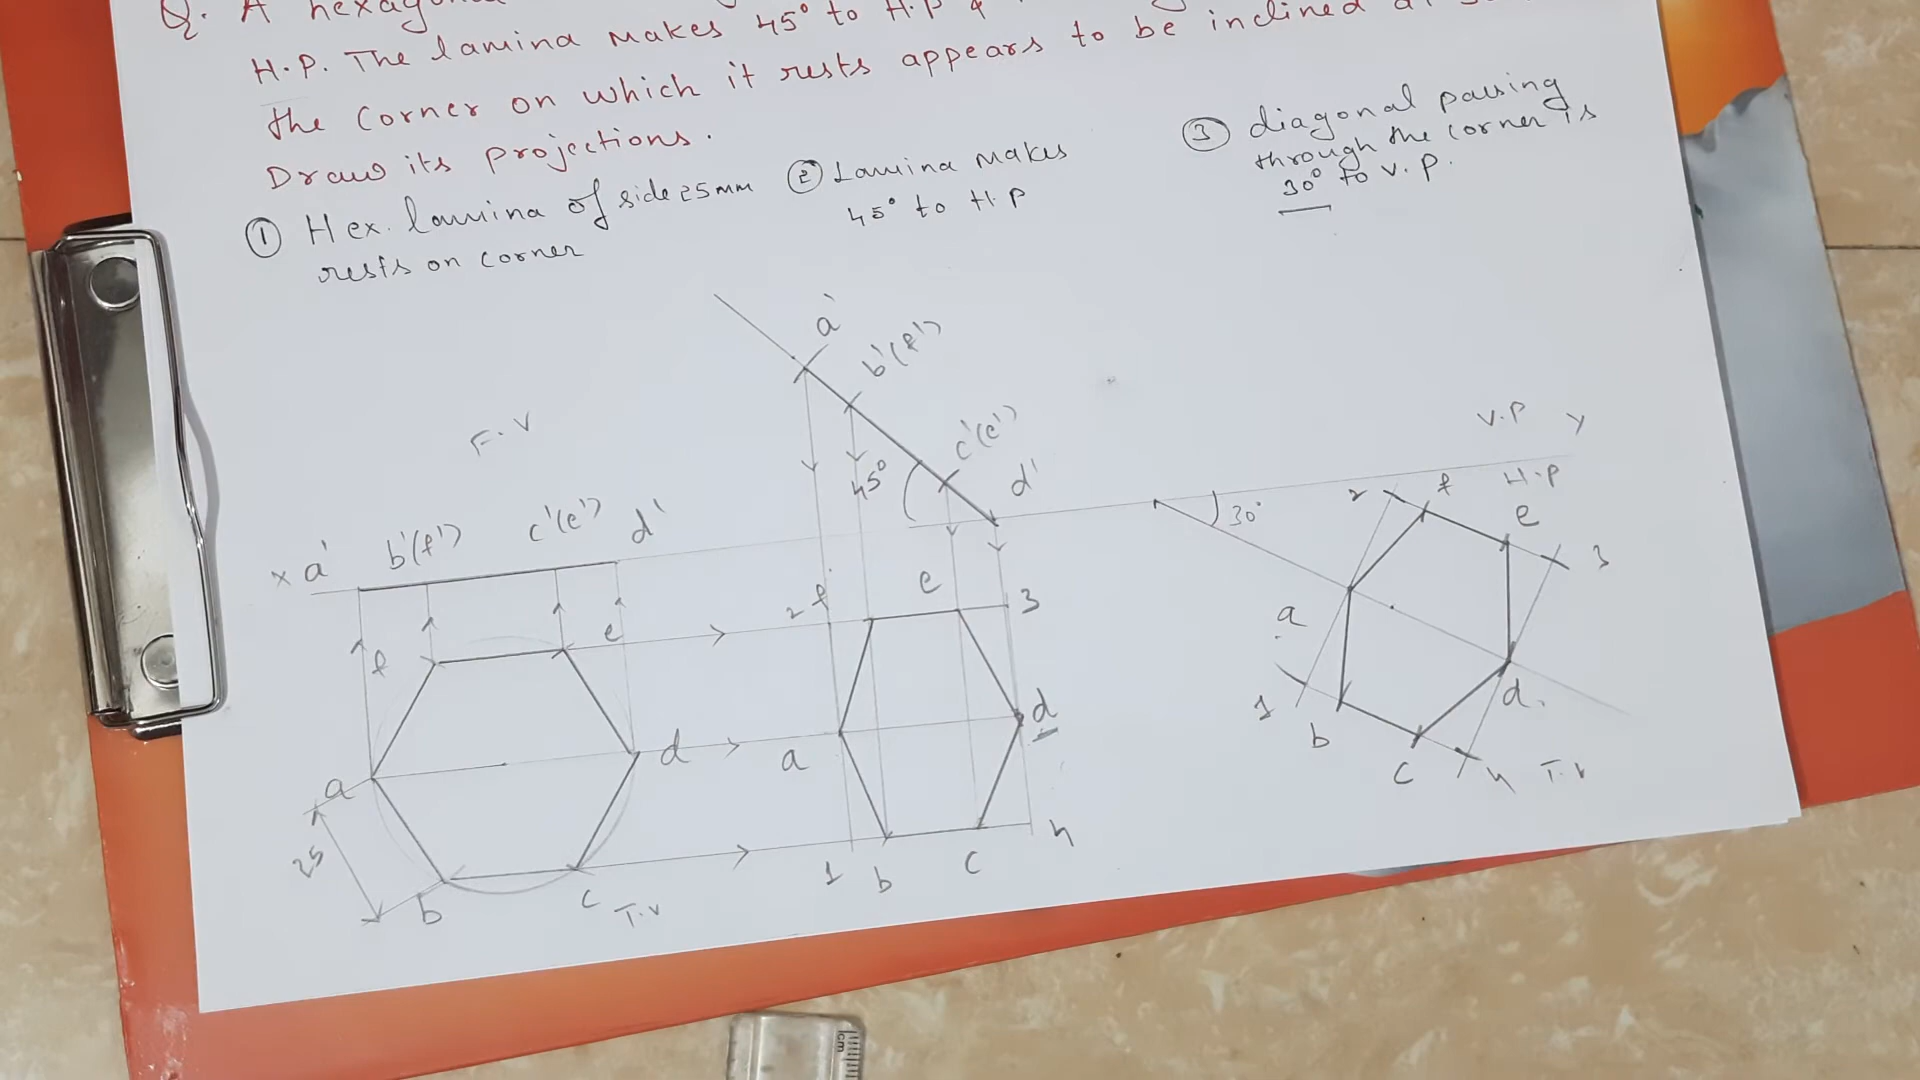 Q. A
H.P. The lamina makes 45° to H.P &
the corner on which it rests appears to be inclined at
Draw its projections.
① Hex. lamina of side 25mm
rests on corner
② Lamina makes
45° to H.P
③ diagonal passing
through the corner is
30° to V.P.
a'
b'(f')
c'(e')
d'
45°
F.V
V.P Y
H.P
X a' b'(f') c'(e') d'
30°
2 f e 3
f e
2 f e 3
a d
a d
a d.
25
b c T.V
1 b c 4
1 b c 4 T.V
cm